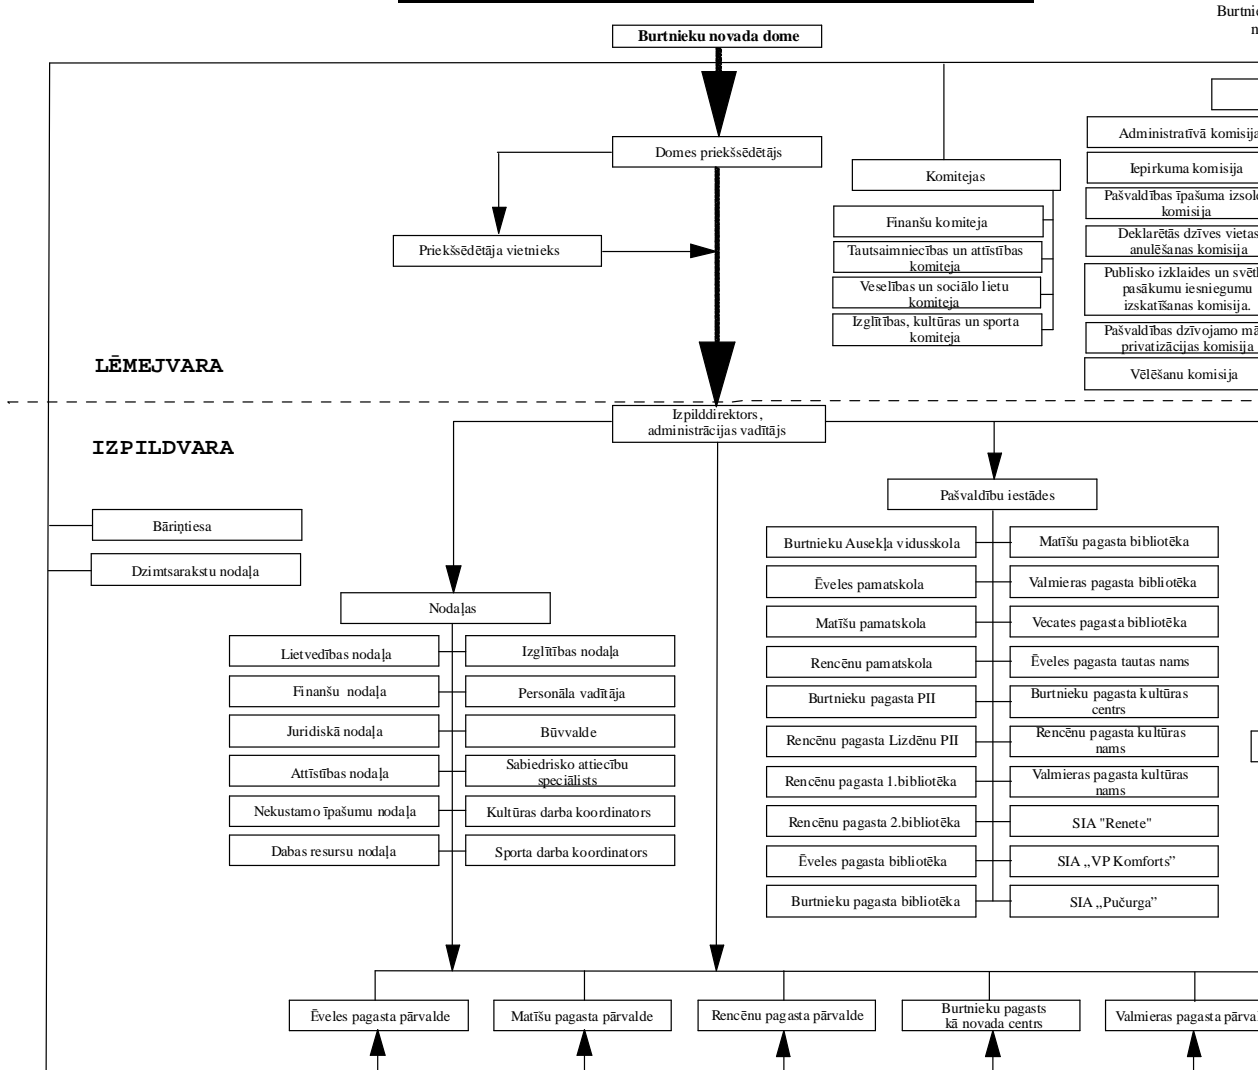 Burtnieku novada dome
Domes priekšsēdētājs
Priekšsēdētāja vietnieks
Komitejas
Finanšu komiteja
Tautsaimniecības un attīstības
komiteja
Veselības un sociālo lietu
komiteja
Izglītības, kultūras un sporta
komiteja
Administratīvā komisija
Iepirkuma komisija
Pašvaldības īpašuma
komisija
Deklarētās dzīves vietas
anulēšanas komisija
Publisko izklaides un
pasākumu iesniegumu
izskatīšanas komisija.
Pašvaldības dzīvojamo
privatizācijas komisija
Vēlēšanu komisija
LĒMEJVARA
IZPILDVARA
Izpilddirektors,
administrācijas vadītājs
Bāriņtiesa
Dzimtsarakstu nodaļa
Nodaļas
Lietvedības nodaļa
Izglītības nodaļa
Finanšu nodaļa
Personāla vadītāja
Juridiskā nodaļa
Būvvalde
Attīstības nodaļa
Sabiedrisko attiecību
speciālists
Nekustamo īpašumu nodaļa
Kultūras darba koordinators
Dabas resursu nodaļa
Sporta darba koordinators
Pašvaldību iestādes
Burtnieku Ausekļa vidusskola
Matīšu pagasta bibliotēka
Ēveles pamatskola
Valmieras pagasta bibliotēka
Matīšu pamatskola
Vecates pagasta bibliotēka
Rencēnu pamatskola
Ēveles pagasta tautas nams
Burtnieku pagasta PII
Burtnieku pagasta kultūras
centrs
Rencēnu pagasta Lizdēnu PII
Rencēnu pagasta kultūras
nams
Rencēnu pagasta 1.bibliotēka
Valmieras pagasta kultūras
nams
Rencēnu pagasta 2.bibliotēka
SIA "Renete"
Ēveles pagasta bibliotēka
SIA „VP Komforts”
Burtnieku pagasta bibliotēka
SIA „Pučurga”
Ēveles pagasta pārvalde
Matīšu pagasta pārvalde
Rencēnu pagasta pārvalde
Burtnieku pagasts
kā novada centrs
Valmieras pagasta